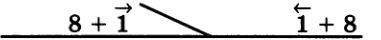 8 + 1⃗ 1⃖ + 8